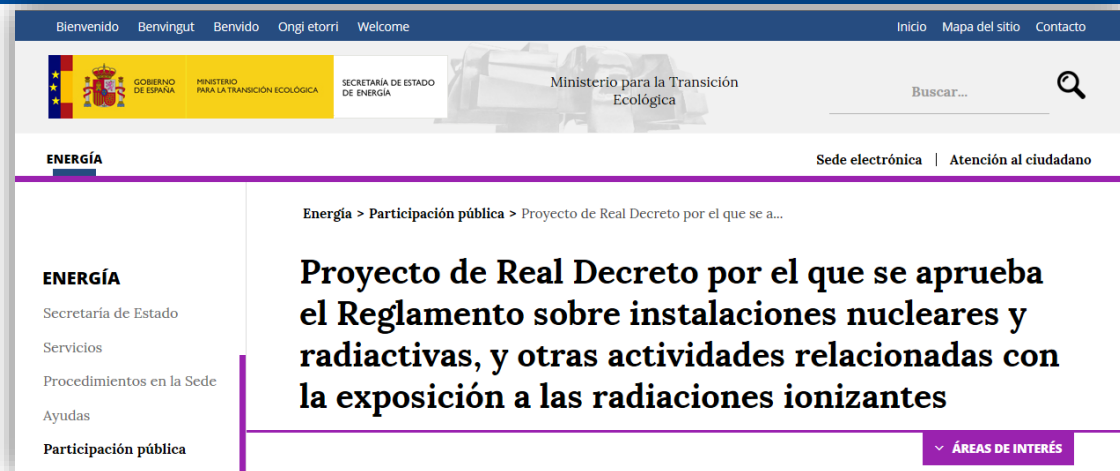 Bienvenido Benvingut Benvido Ongi etorri Welcome
Inicio Mapa del sitio Contacto
GOBIERNO
DE ESPAÑA
MINISTERIO
PARA LA TRANSICIÓN ECOLÓGICA
SECRETARÍA DE ESTADO
DE ENERGÍA
Ministerio para la Transición
Ecológica
Buscar...
ENERGÍA
Sede electrónica | Atención al ciudadano
Energía > Participación pública > Proyecto de Real Decreto por el que se a...
ENERGÍA
Secretaría de Estado
Servicios
Procedimientos en la Sede
Ayudas
Participación pública
Proyecto de Real Decreto por el que se aprueba
el Reglamento sobre instalaciones nucleares y
radiactivas, y otras actividades relacionadas con
la exposición a las radiaciones ionizantes
ÁREAS DE INTERÉS